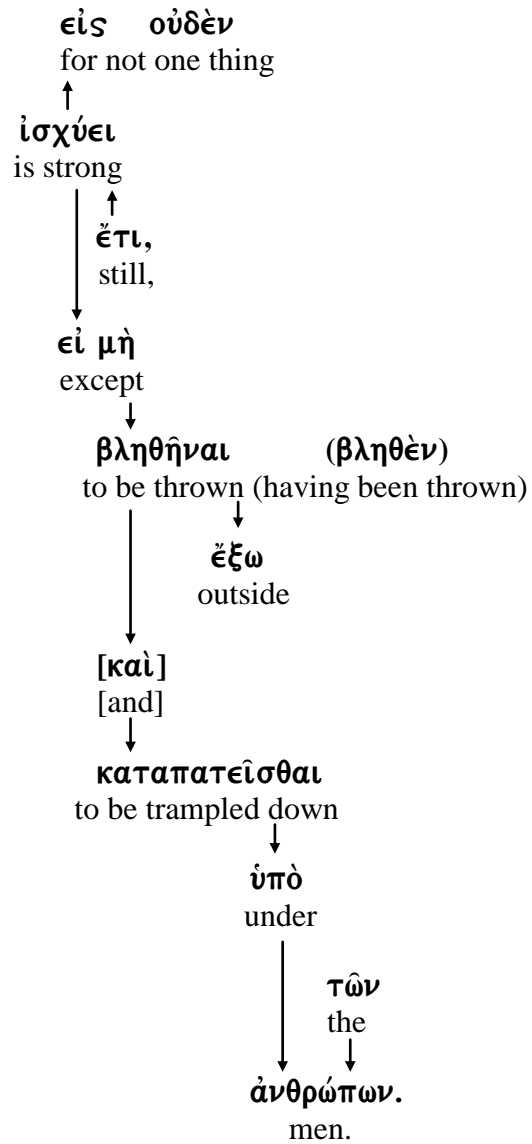 εἰς οὐδὲν
for not one thing
ἰσχύει
is strong
ἔτι,
still,
εἰ μὴ
except
βληθῆναι (βληθὲν)
to be thrown (having been thrown)
ἔξω
outside
[καὶ]
[and]
καταπατεῖσθαι
to be trampled down
ὑπὸ
under
τῶν
the
ἀνθρώπων.
men.